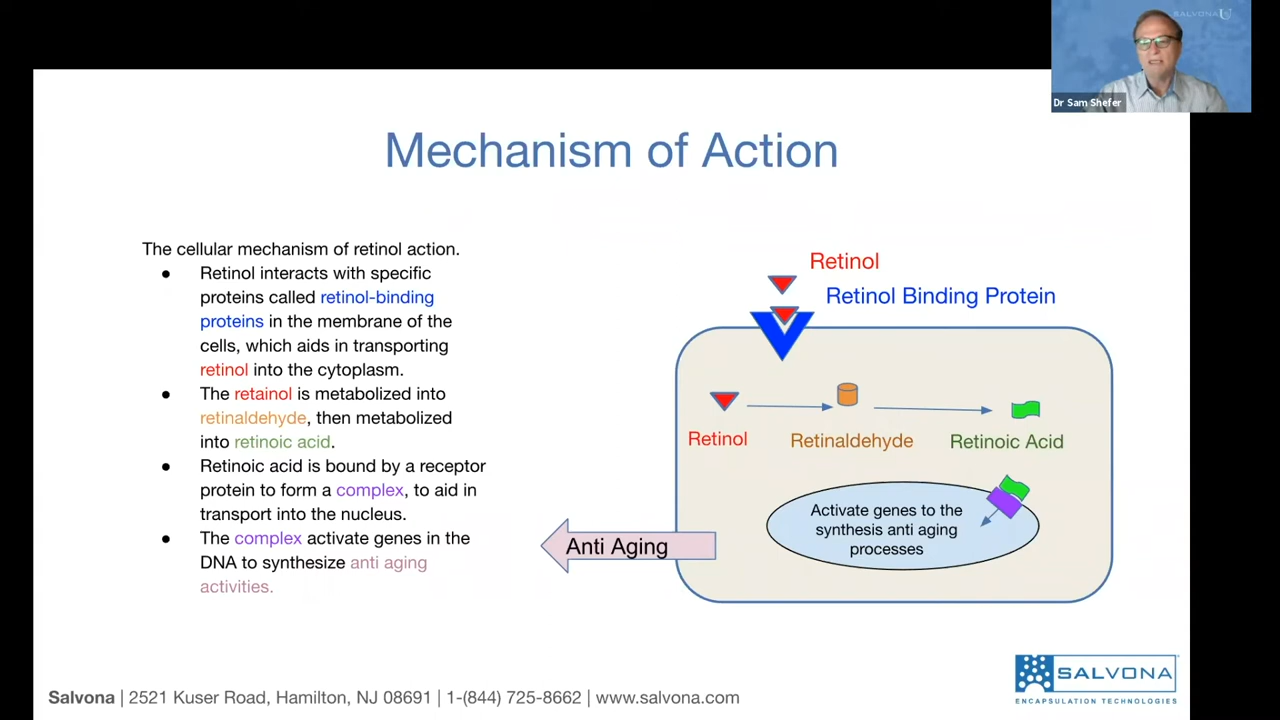 SALVONA
Dr Sam Shefer
Mechanism of Action
The cellular mechanism of retinol action.
● Retinol interacts with specific
proteins called retinol-binding
proteins in the membrane of the
cells, which aids in transporting
retinol into the cytoplasm.
● The retainol is metabolized into
retinaldehyde, then metabolized
into retinoic acid.
● Retinoic acid is bound by a receptor
protein to form a complex, to aid in
transport into the nucleus.
● The complex activate genes in the
DNA to synthesize anti aging
activities.
Retinol
Retinol Binding Protein
Retinol
Retinaldehyde
Retinoic Acid
Activate genes to the
synthesis anti aging
processes
Anti Aging
Salvona | 2521 Kuser Road, Hamilton, NJ 08691 | 1-(844) 725-8662 | www.salvona.com
SALVONA
ENCAPSULATION TECHNOLOGIES